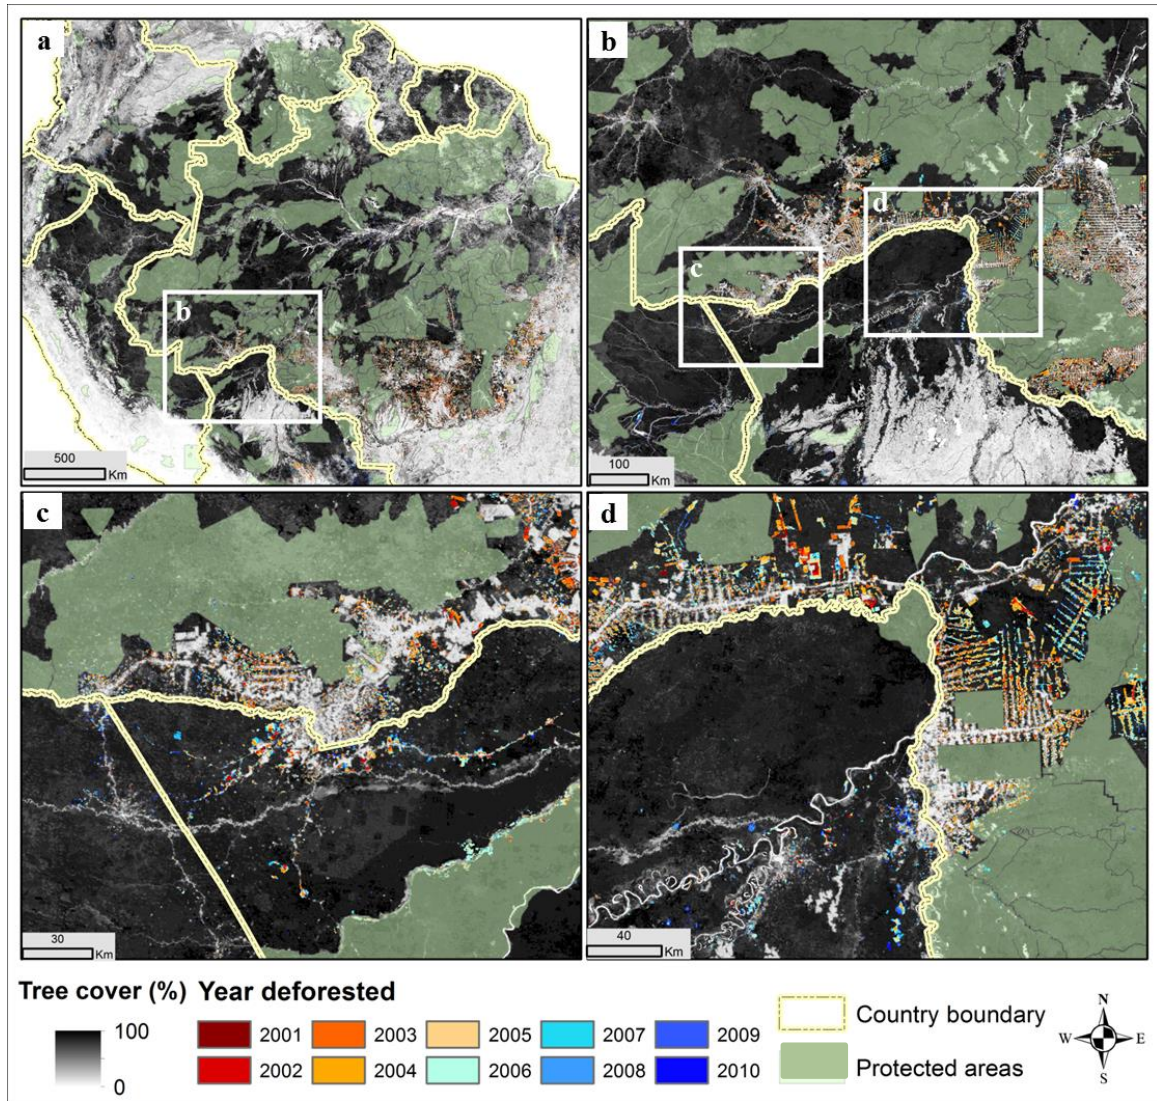 a
b
500
Km
b
c
d
100
Km
c
30
Km
d
40
Km
Tree cover (%)
100
0
Year deforested
2001 2003 2005 2007 2009
2002 2004 2006 2008 2010
Country boundary
Protected areas
N
W E
S